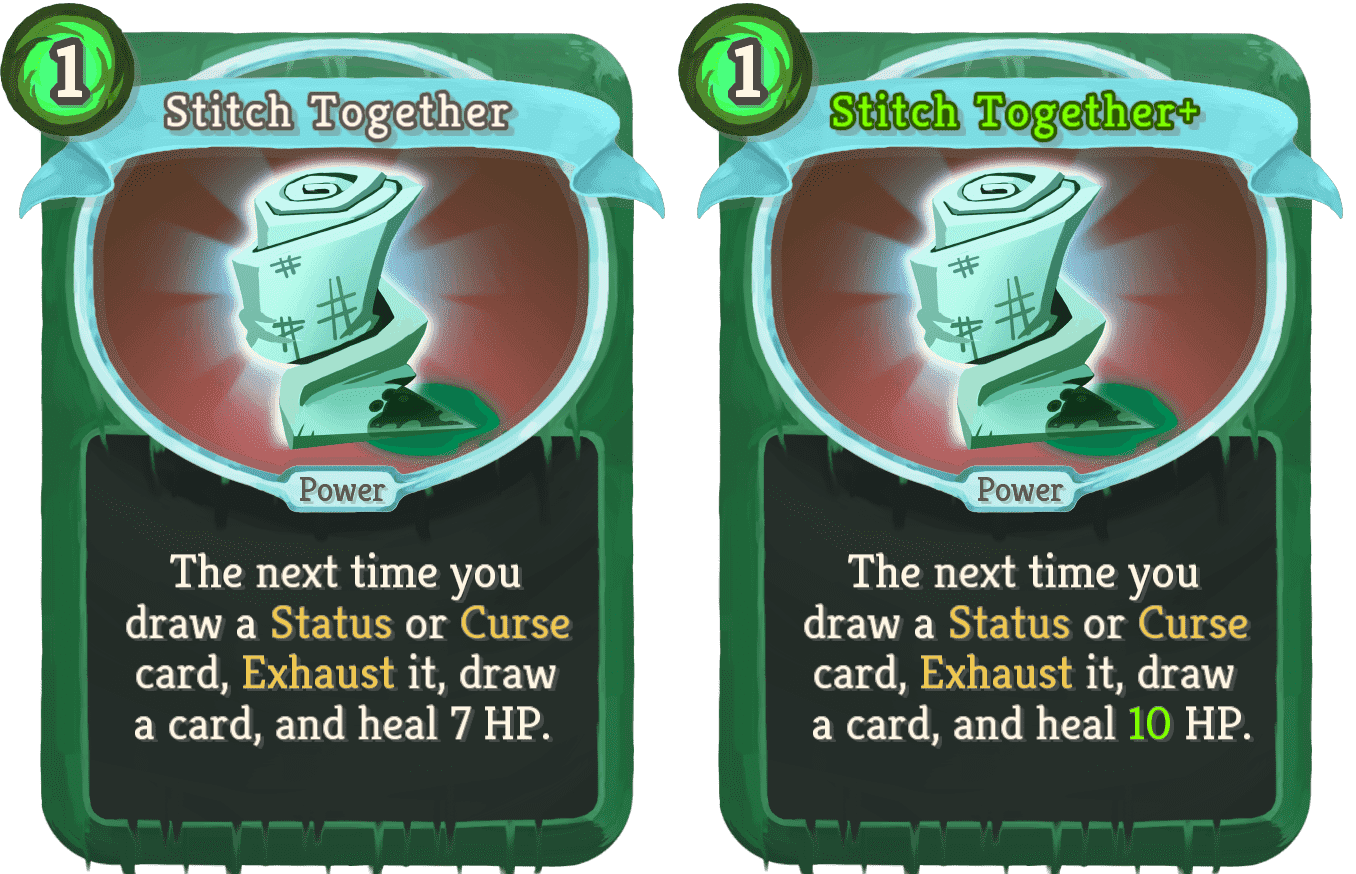 1
Stitch Together
Power
The next time you
draw a Status or Curse
card, Exhaust it, draw
a card, and heal 7 HP.
1
Stitch Together+
Power
The next time you
draw a Status or Curse
card, Exhaust it, draw
a card, and heal 10 HP.